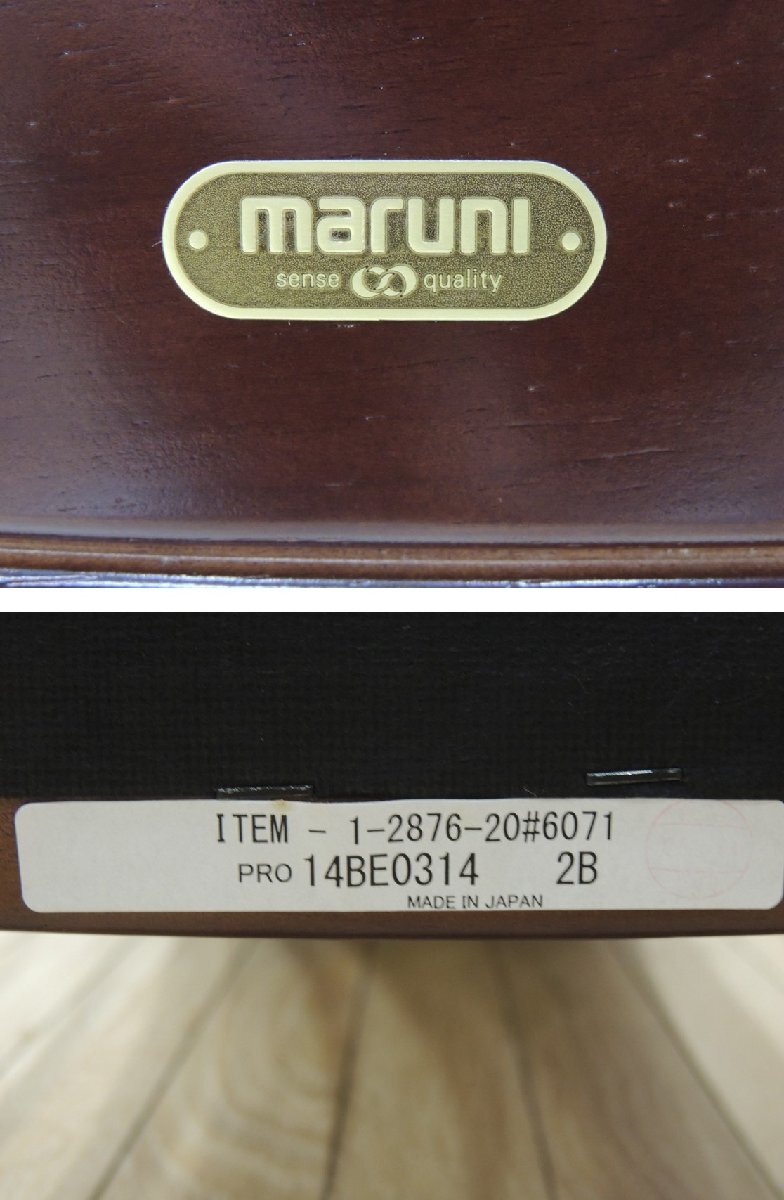 maruni
sense quality
ITEM - 1-2876-20#6071
PRO 14BE0314 2B
MADE IN JAPAN